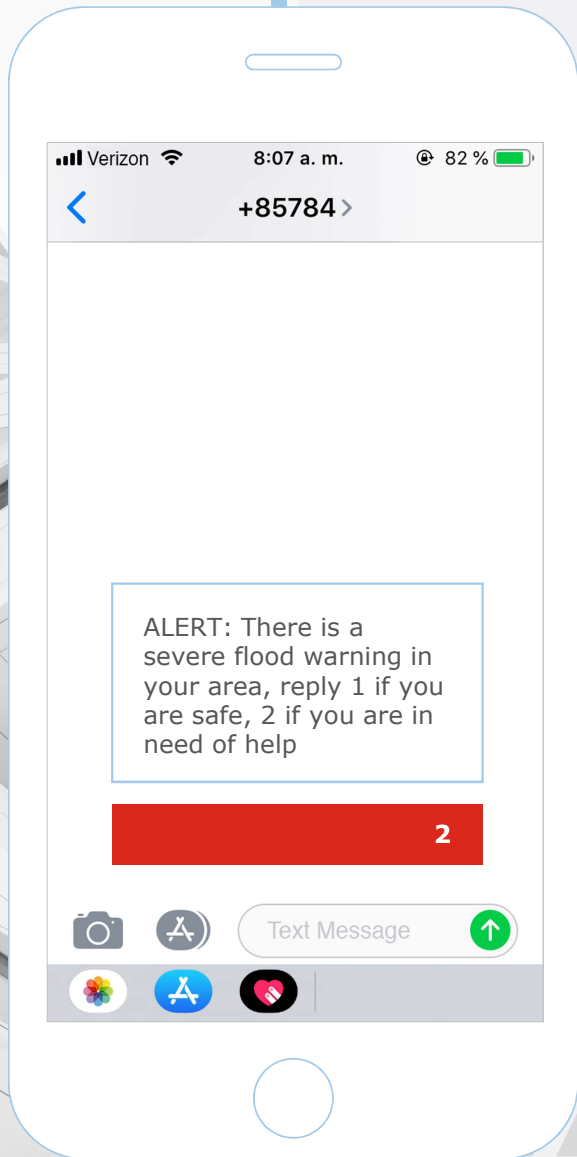 Verizon 8:07 a. m. 82 %
+85784
ALERT: There is a
severe flood warning in
your area, reply 1 if you
are safe, 2 if you are in
need of help
2
Text Message